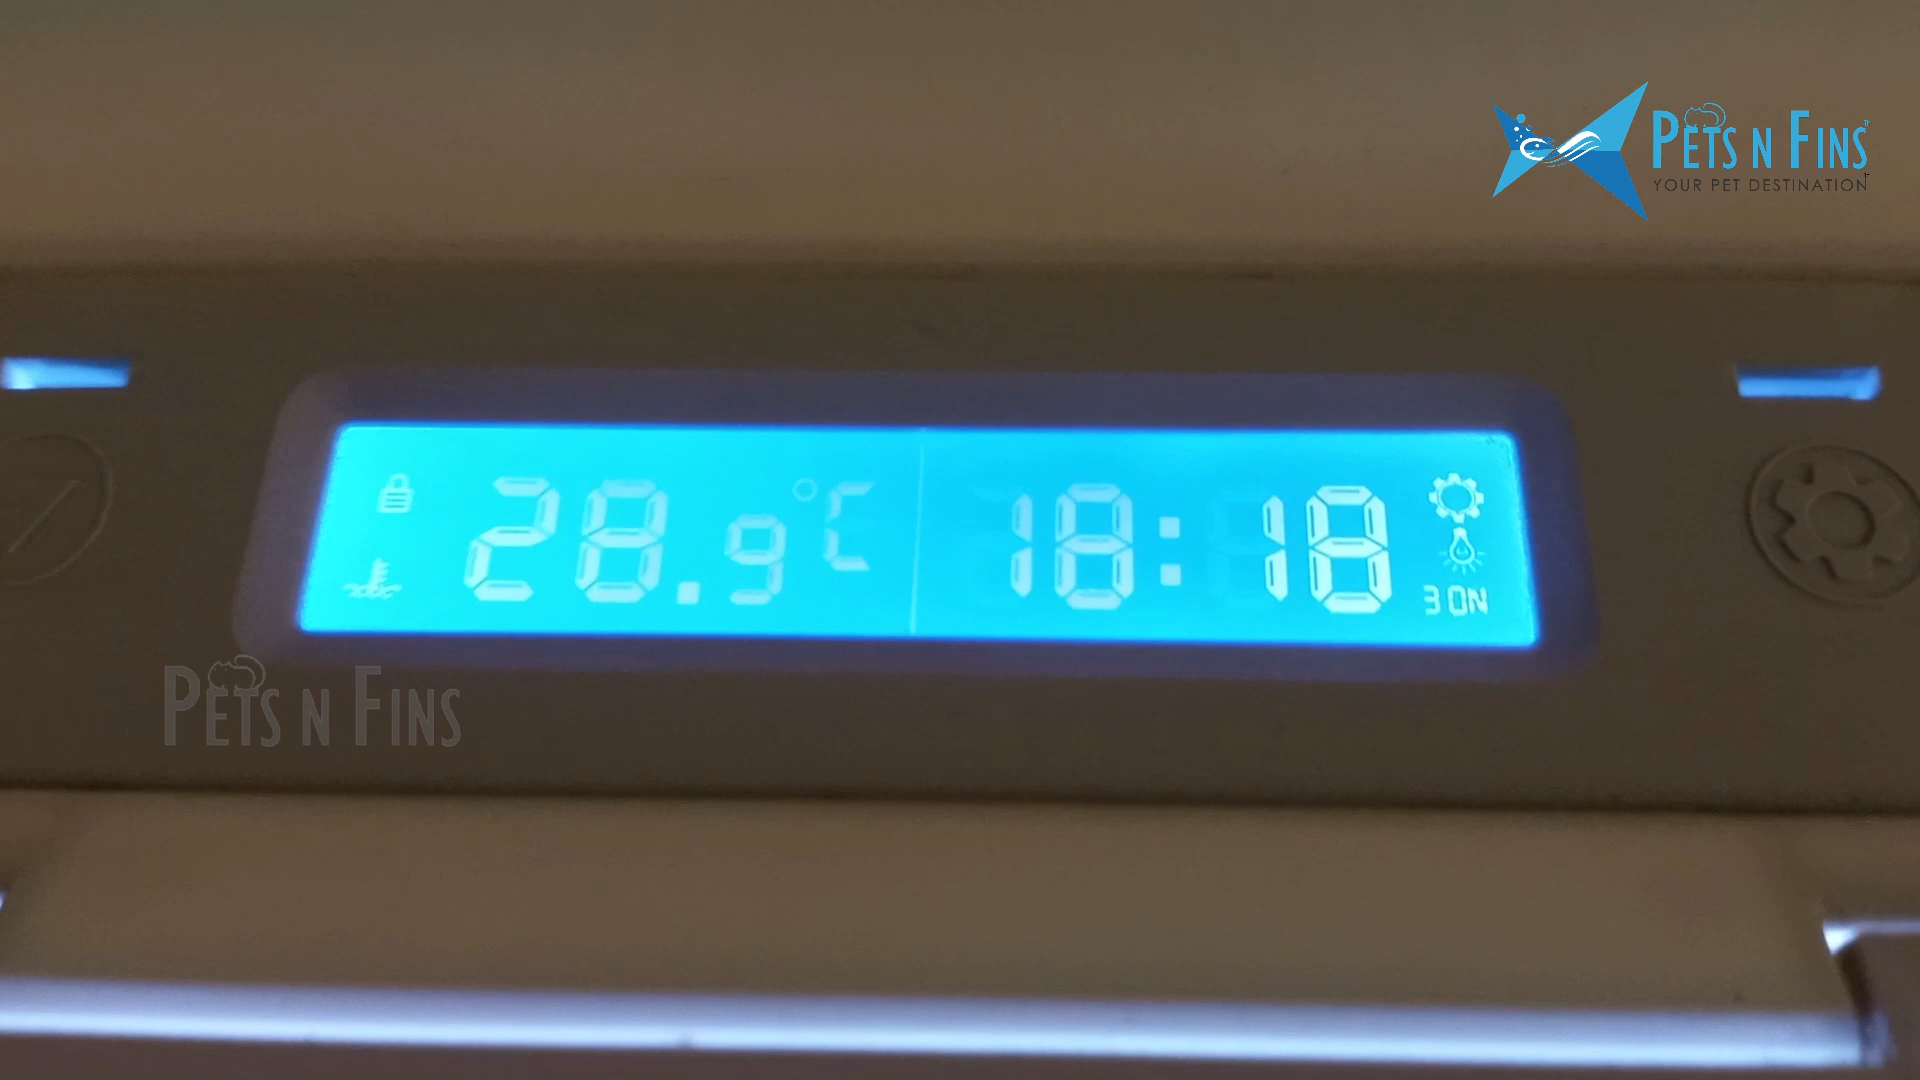 PETS N FINS
YOUR PET DESTINATION
28.9°C 18:18
3 ON
PETS N FINS